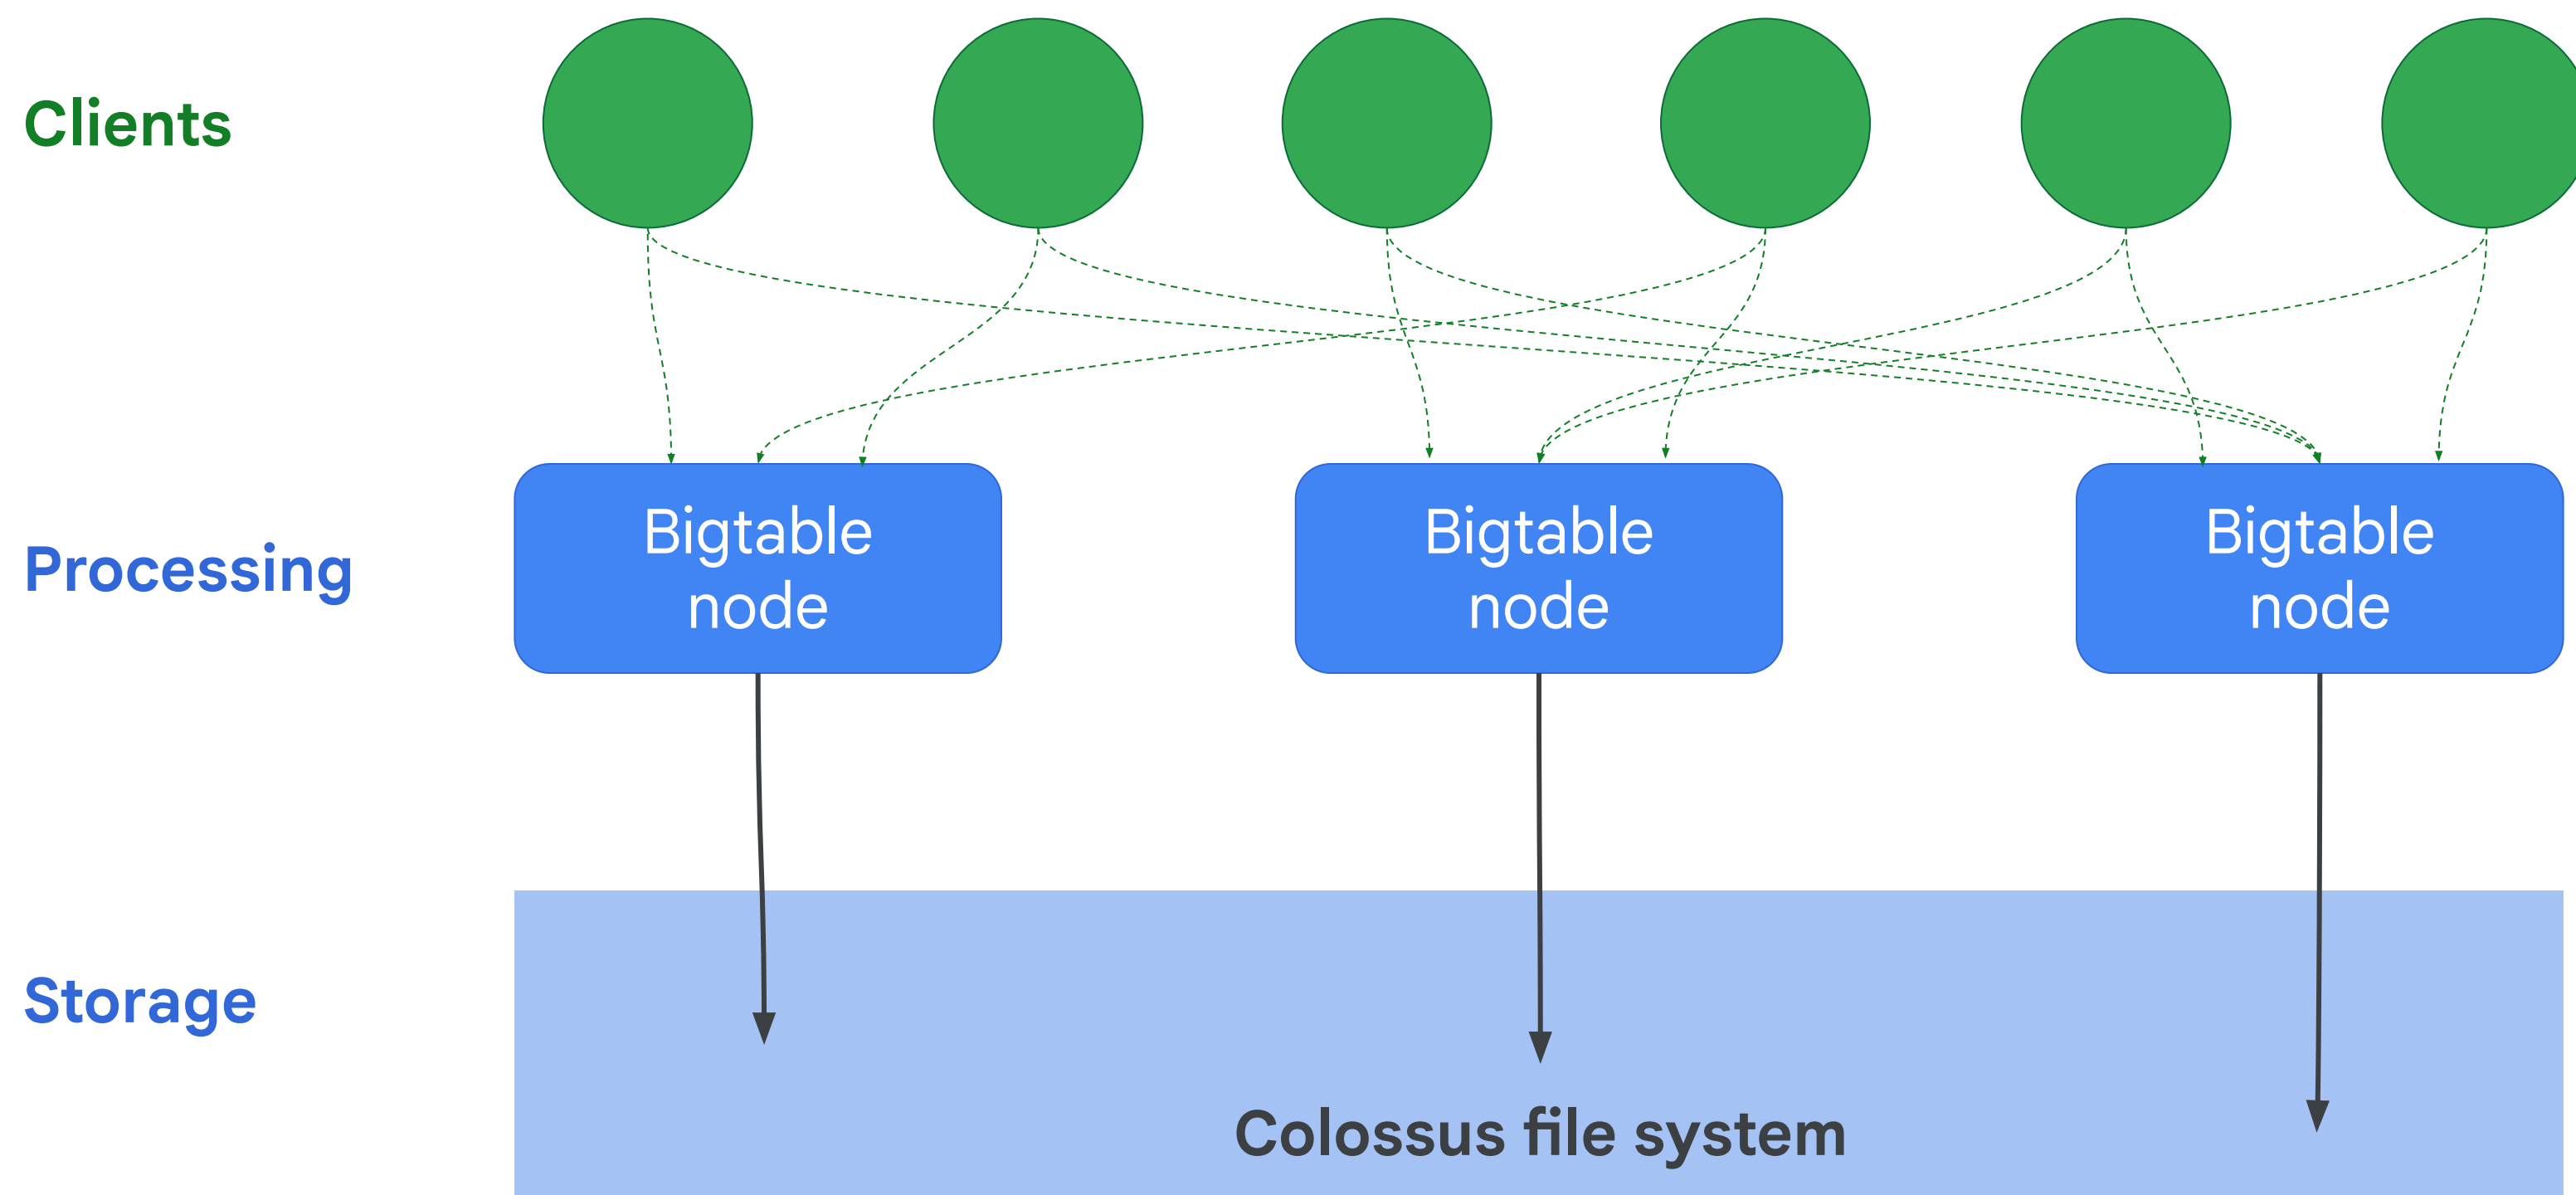 Clients
Processing
Bigtable
node
Bigtable
node
Bigtable
node
Storage
Colossus file system